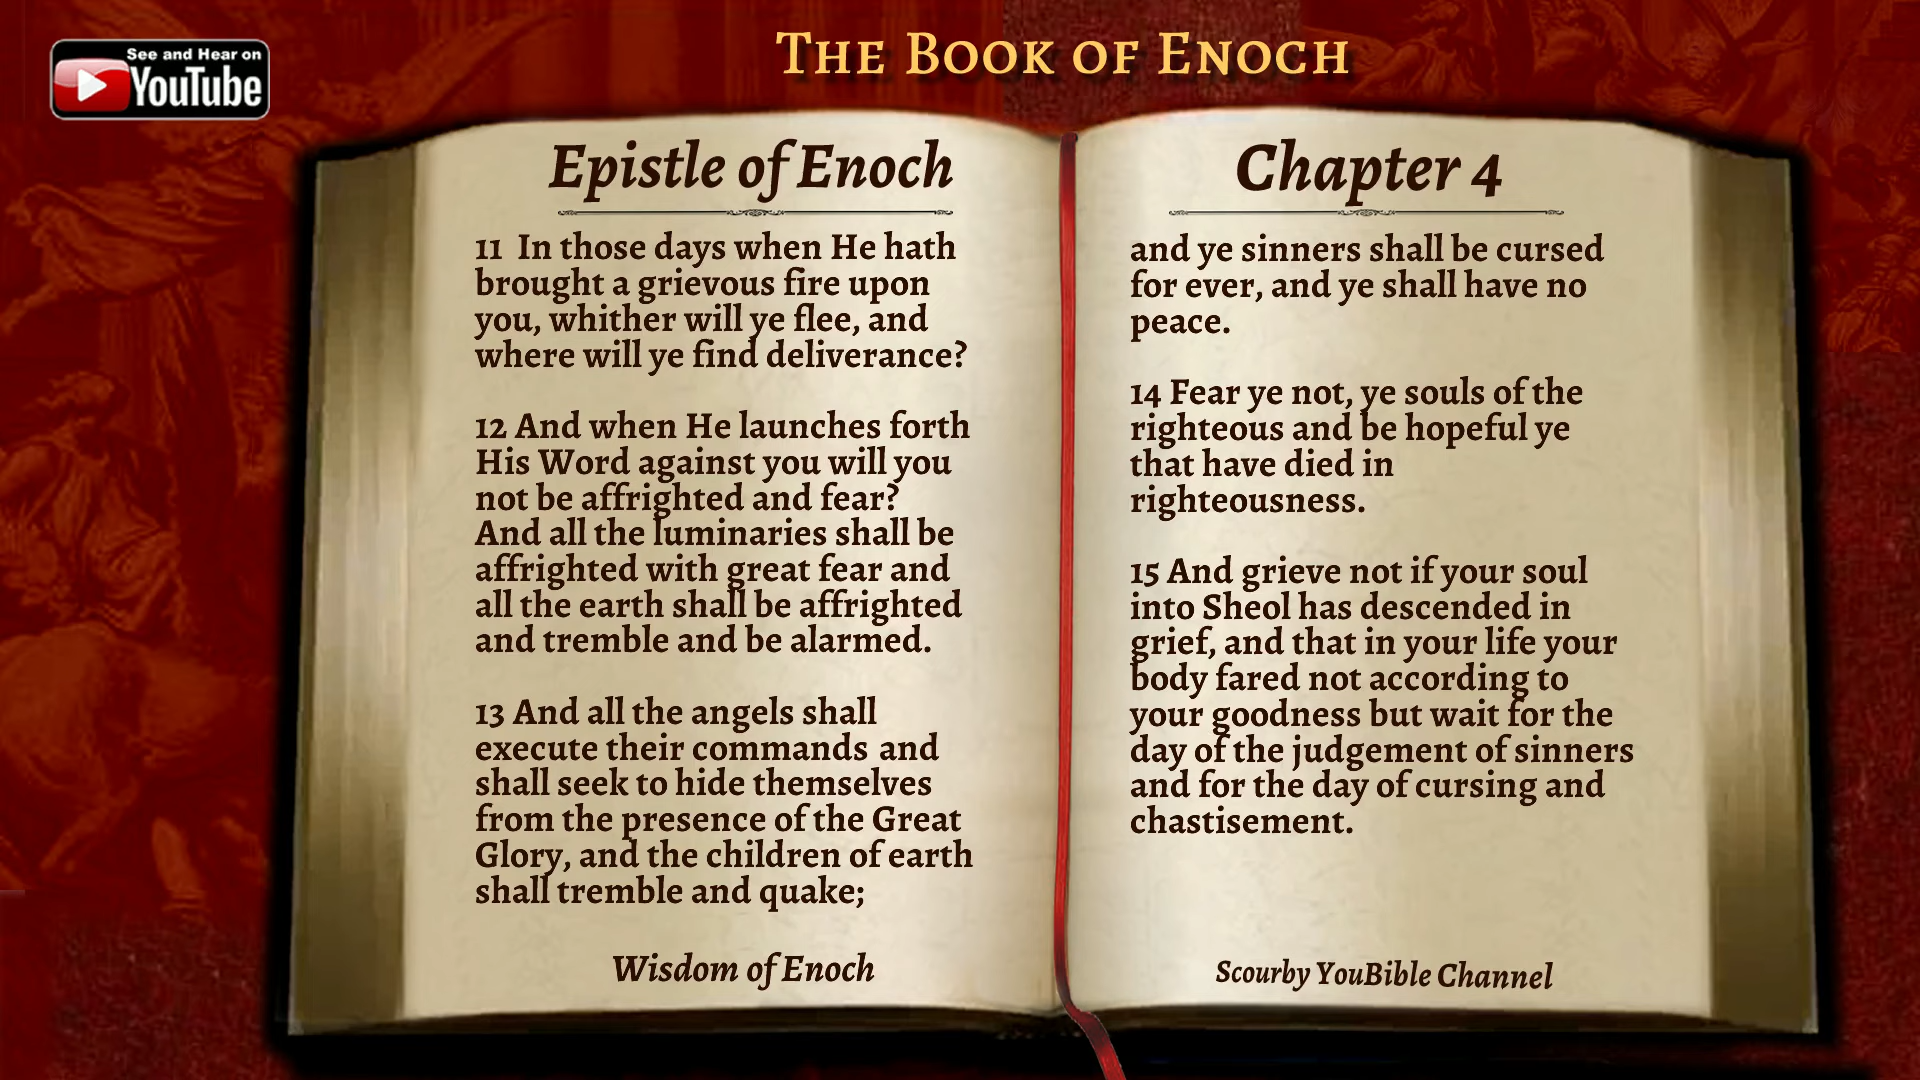 See and Hear on
YouTube
The Book of Enoch
Epistle of Enoch
11 In those days when He hath
brought a grievous fire upon
you, whither will ye flee, and
where will ye find deliverance?
12 And when He launches forth
His Word against you will you
not be affrighted and fear?
And all the luminaries shall be
affrighted with great fear and
all the earth shall be affrighted
and tremble and be alarmed.
13 And all the angels shall
execute their commands and
shall seek to hide themselves
from the presence of the Great
Glory, and the children of earth
shall tremble and quake;
Wisdom of Enoch
Chapter 4
and ye sinners shall be cursed
for ever, and ye shall have no
peace.
14 Fear ye not, ye souls of the
righteous and be hopeful ye
that have died in
righteousness.
15 And grieve not if your soul
into Sheol has descended in
grief, and that in your life your
body fared not according to
your goodness but wait for the
day of the judgement of sinners
and for the day of cursing and
chastisement.
Scourby YouBible Channel